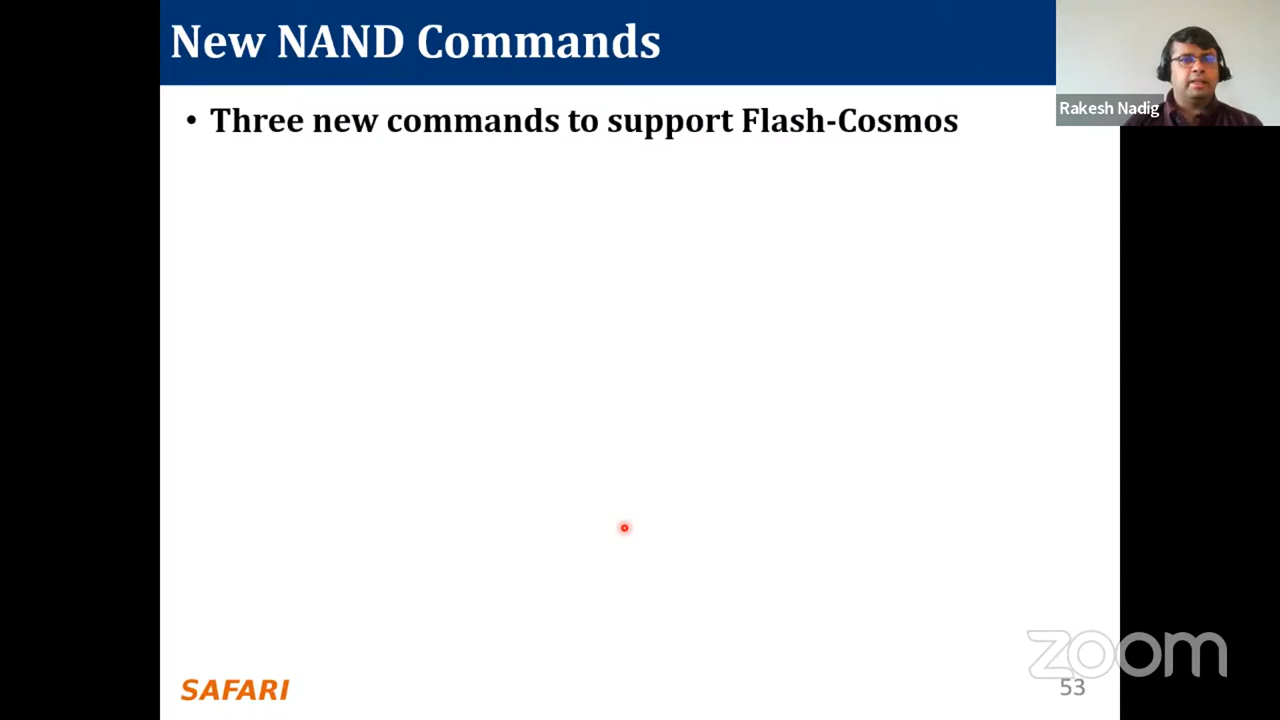 New NAND Commands
Rakesh Nadig
• Three new commands to support Flash-Cosmos
zoom
SAFARI
53